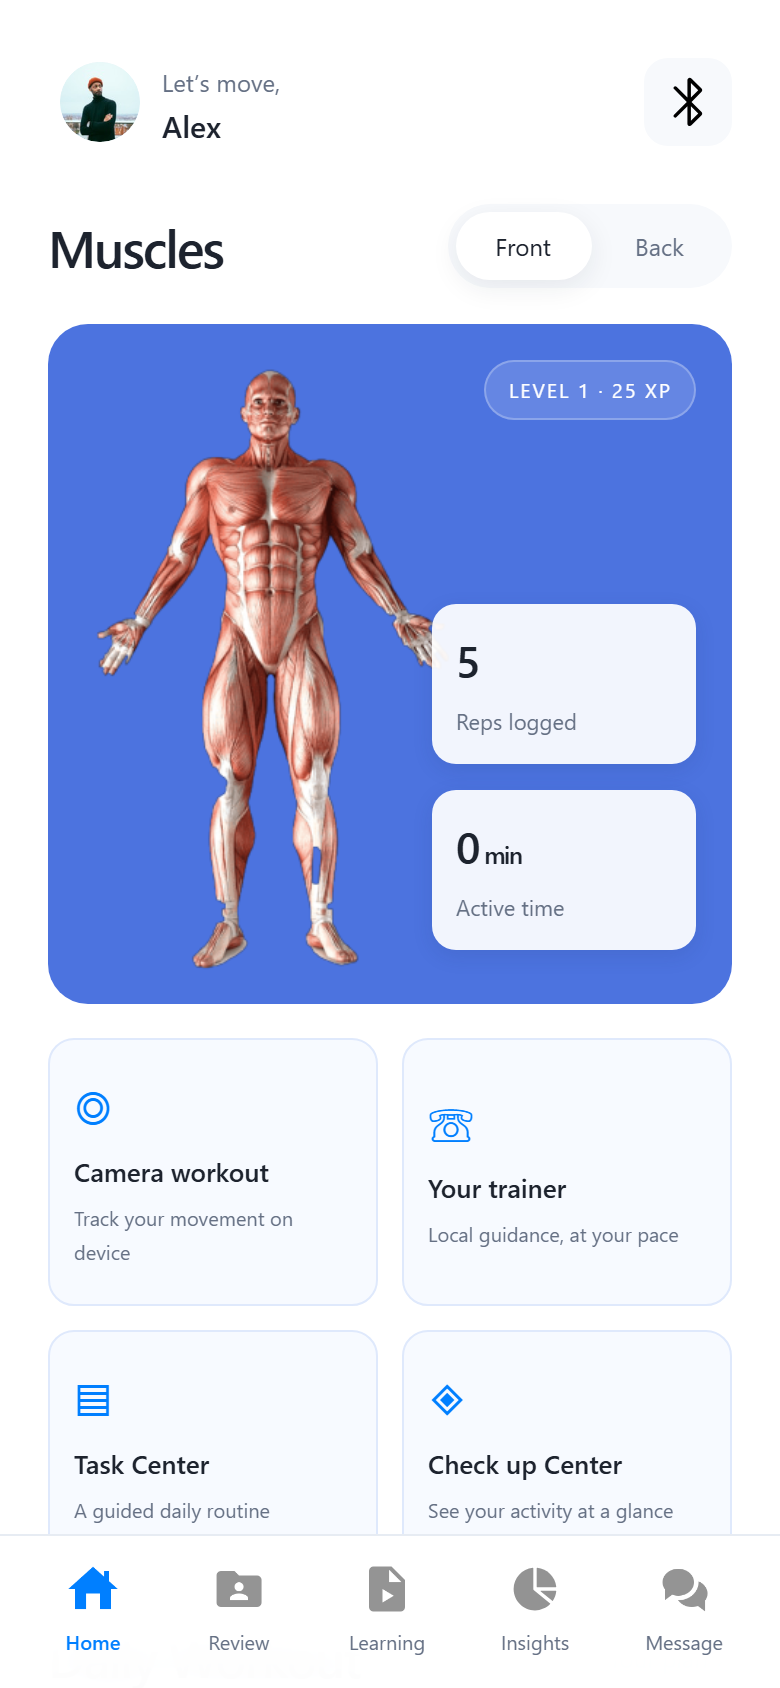 Let’s move,
Alex
Muscles
Front
Back
LEVEL 1 · 25 XP
5
Reps logged
0 min
Active time
Camera workout
Track your movement on
device
Your trainer
Local guidance, at your pace
Task Center
A guided daily routine
Check up Center
See your activity at a glance
Home
Review
Learning
Insights
Message